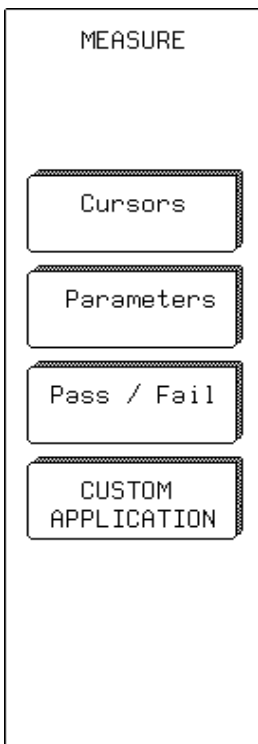 MEASURE
Cursors
Parameters
Pass / Fail
CUSTOM
APPLICATION